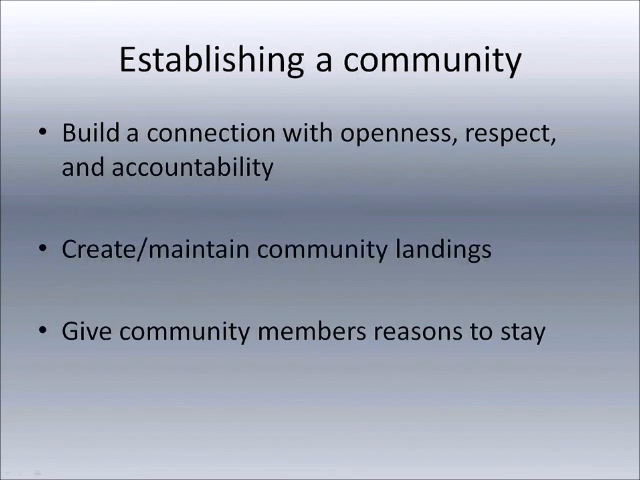 Establishing a community
• Build a connection with openness, respect,
and accountability
• Create/maintain community landings
• Give community members reasons to stay